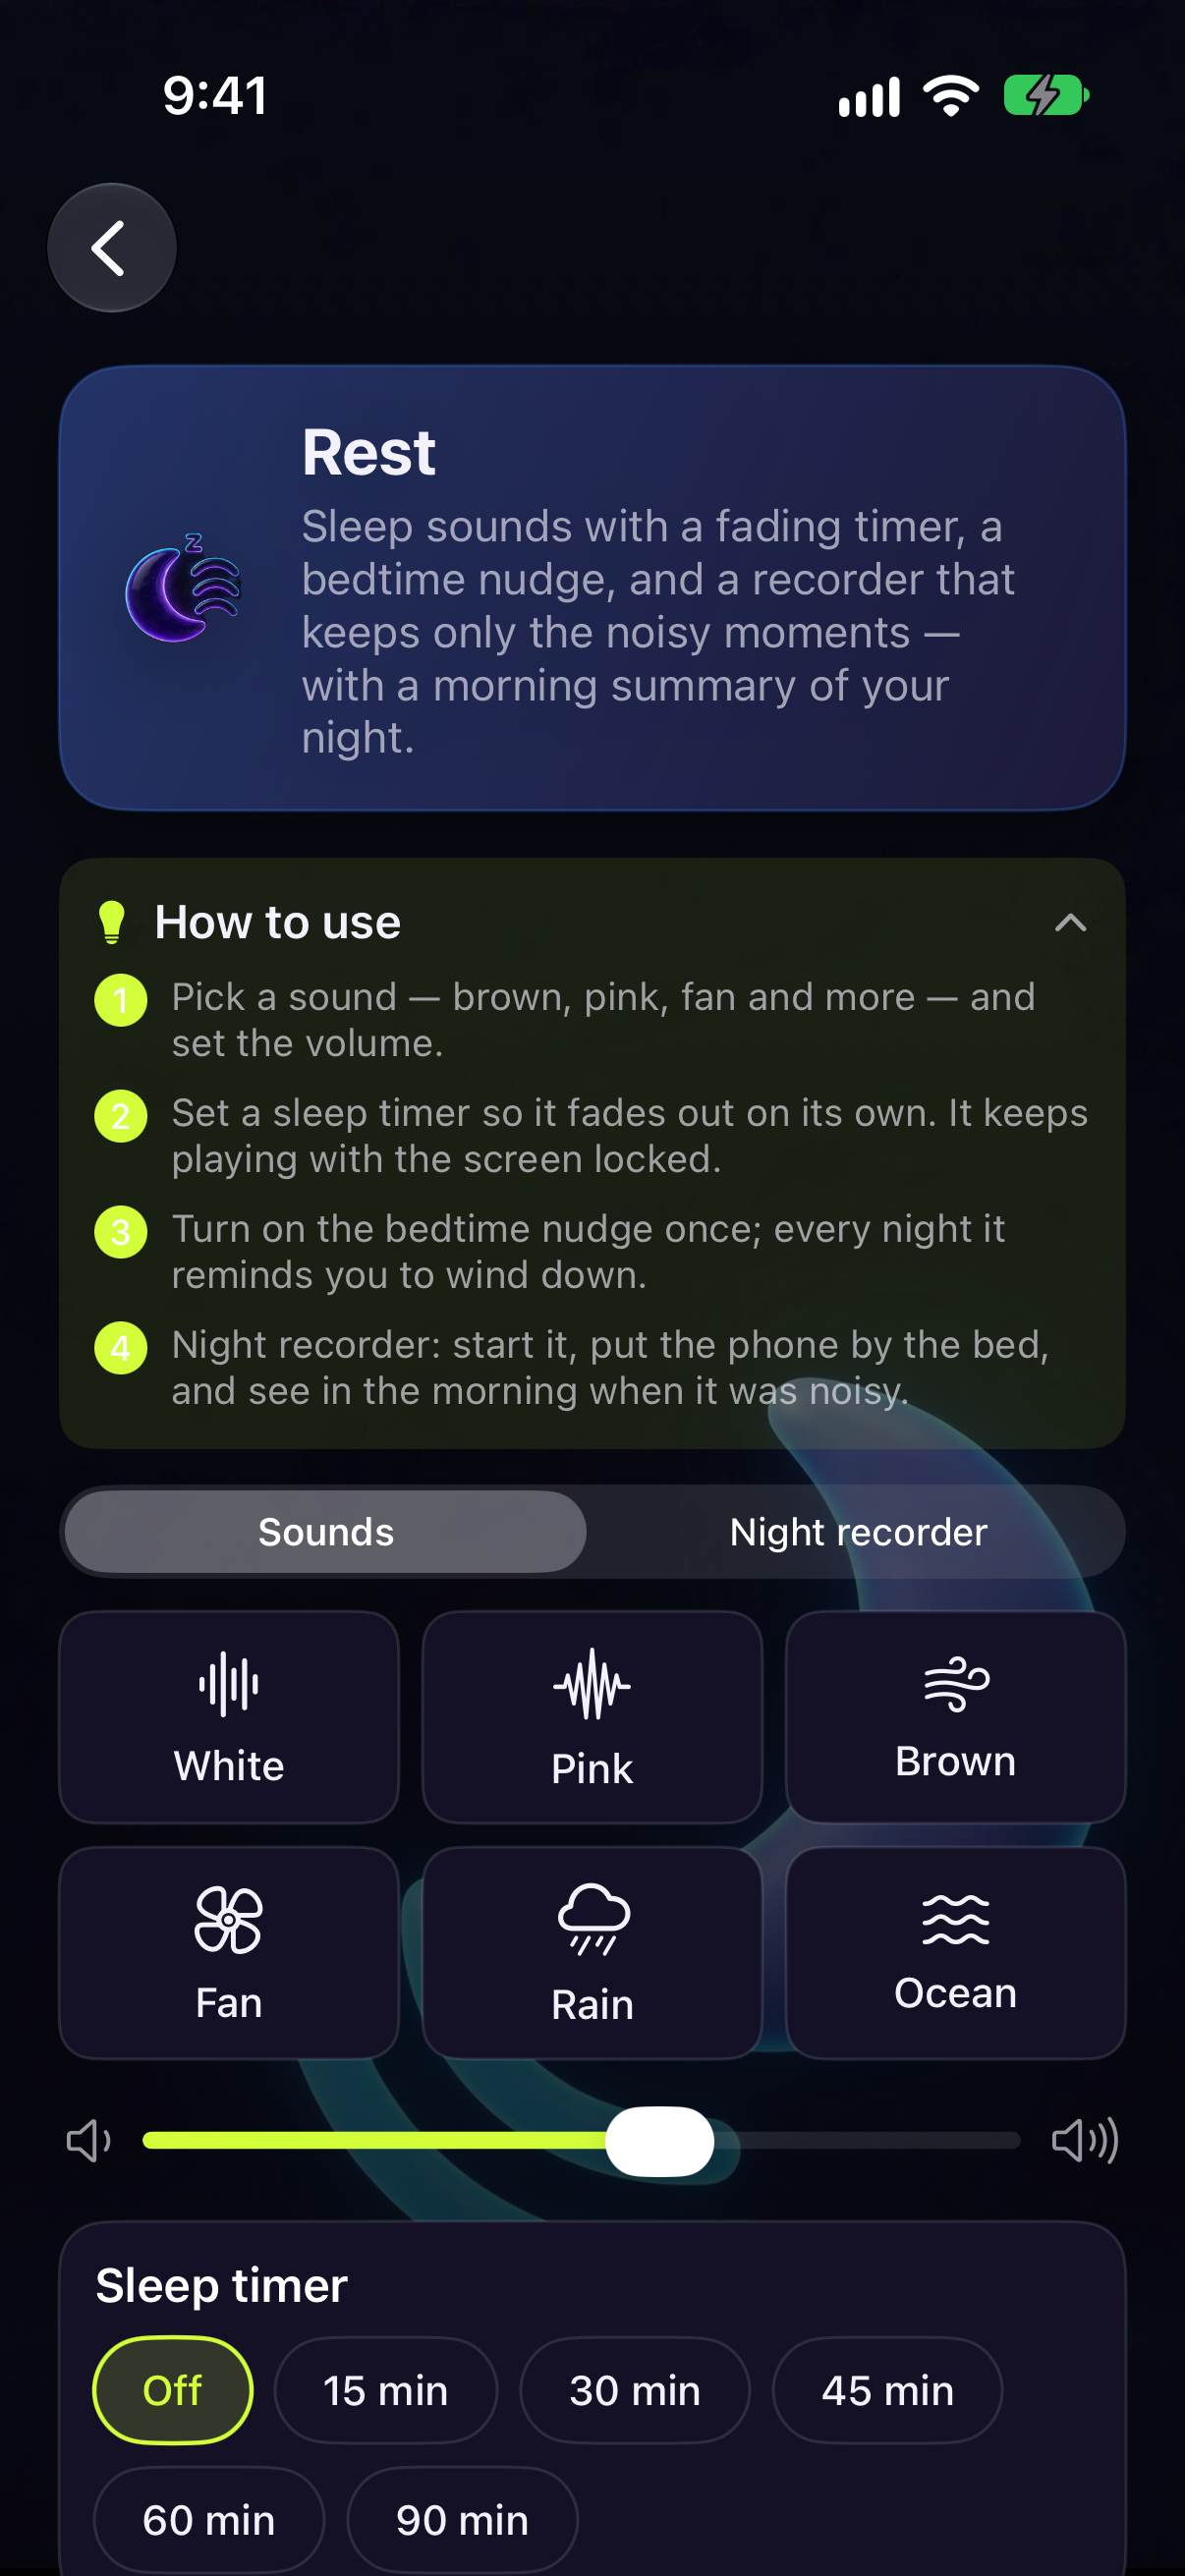 9:41
Rest
Sleep sounds with a fading timer, a
bedtime nudge, and a recorder that
keeps only the noisy moments —
with a morning summary of your
night.
How to use
1 Pick a sound — brown, pink, fan and more — and
set the volume.
2 Set a sleep timer so it fades out on its own. It keeps
playing with the screen locked.
3 Turn on the bedtime nudge once; every night it
reminds you to wind down.
4 Night recorder: start it, put the phone by the bed,
and see in the morning when it was noisy.
Sounds Night recorder
White Pink Brown
Fan Rain Ocean
Sleep timer
Off 15 min 30 min 45 min
60 min 90 min